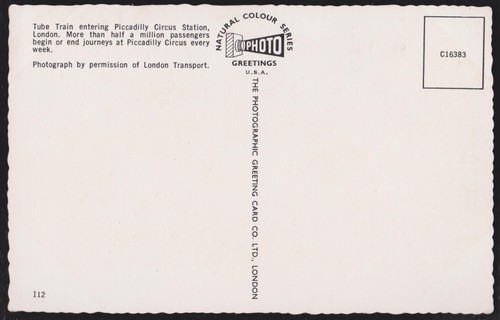 Tube Train entering Piccadilly Circus Station,
London. More than half a million passengers
begin or end journeys at Piccadilly Circus every
week.
Photograph by permission of London Transport.
NATURAL COLOUR SERIES
PHOTO
GREETINGS
U.S.A.
THE PHOTOGRAPHIC GREETING CARD CO. LTD., LONDON
C16383
112